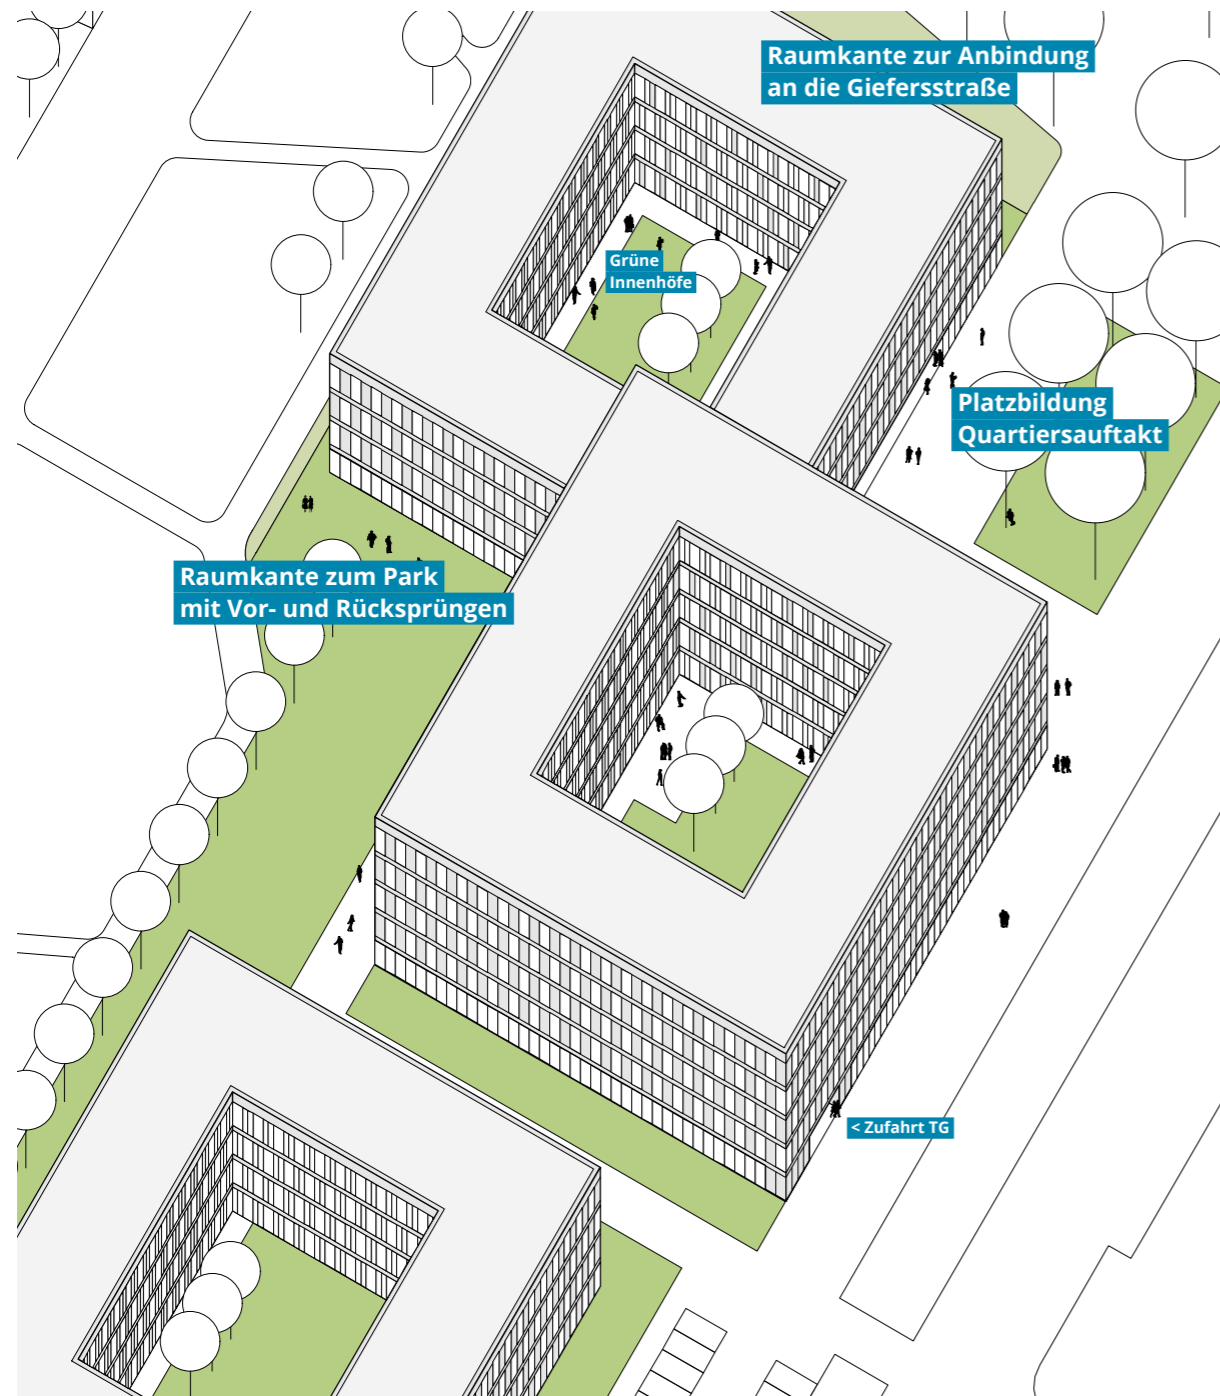 Raumkante zur Anbindung
an die Giefersstraße
Grüne
Innenhöfe
Platzbildung
Quartiersauftakt
Raumkante zum Park
mit Vor- und Rücksprüngen
< Zufahrt TG